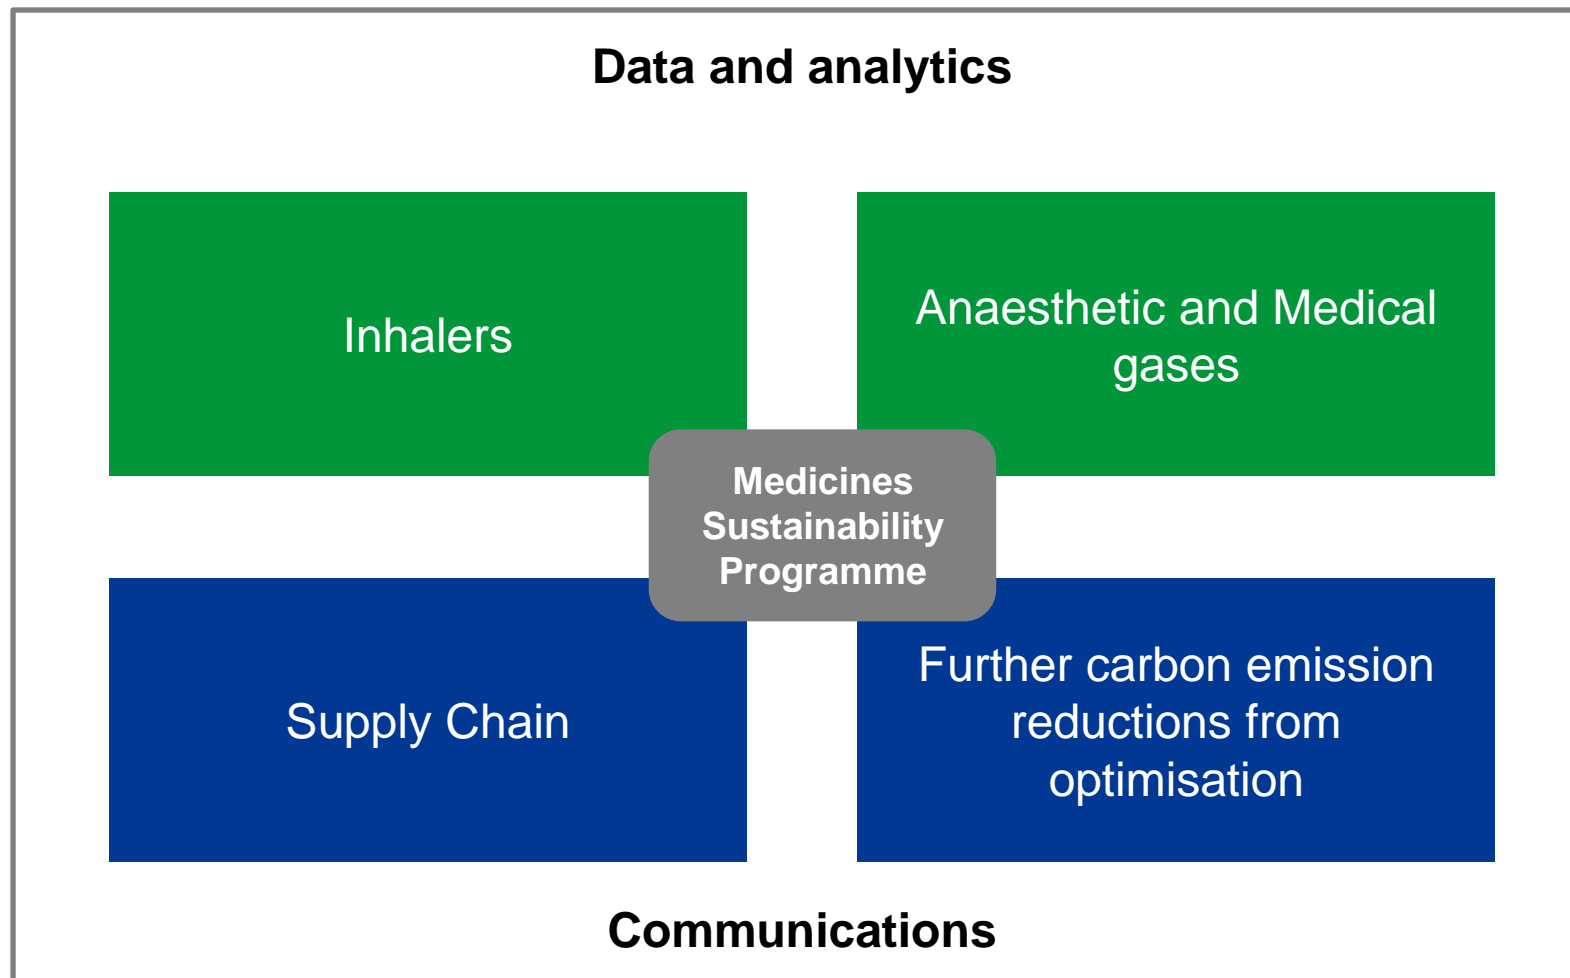 Data and analytics
Inhalers
Anaesthetic and Medical
gases
Medicines
Sustainability
Programme
Supply Chain
Further carbon emission
reductions from
optimisation
Communications